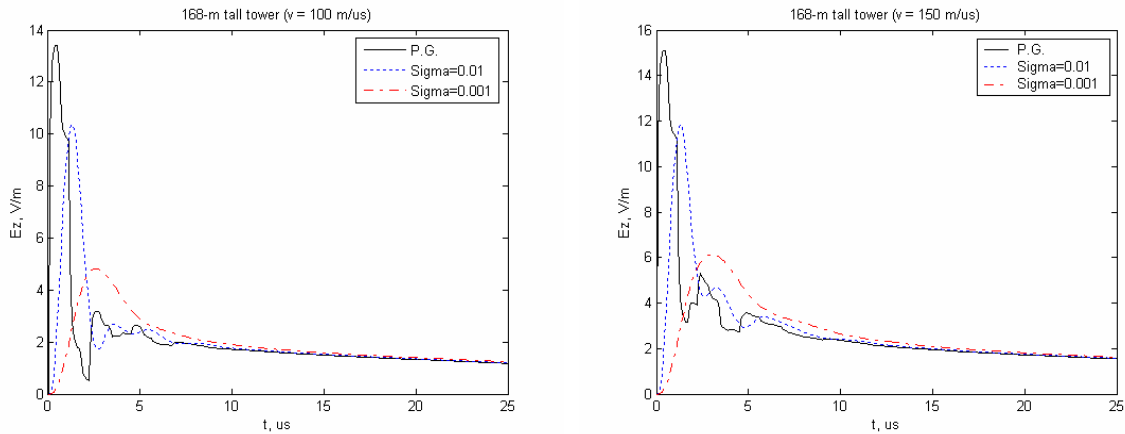 168-m tall tower (v = 100 m/us)
14
12
10
8
6
4
2
0
Ez, V/m
P.G.
Sigma=0.01
Sigma=0.001
0 5 10 15 20 25
t, us
168-m tall tower (v = 150 m/us)
16
14
12
10
8
6
4
2
0
Ez, V/m
P.G.
Sigma=0.01
Sigma=0.001
0 5 10 15 20 25
t, us